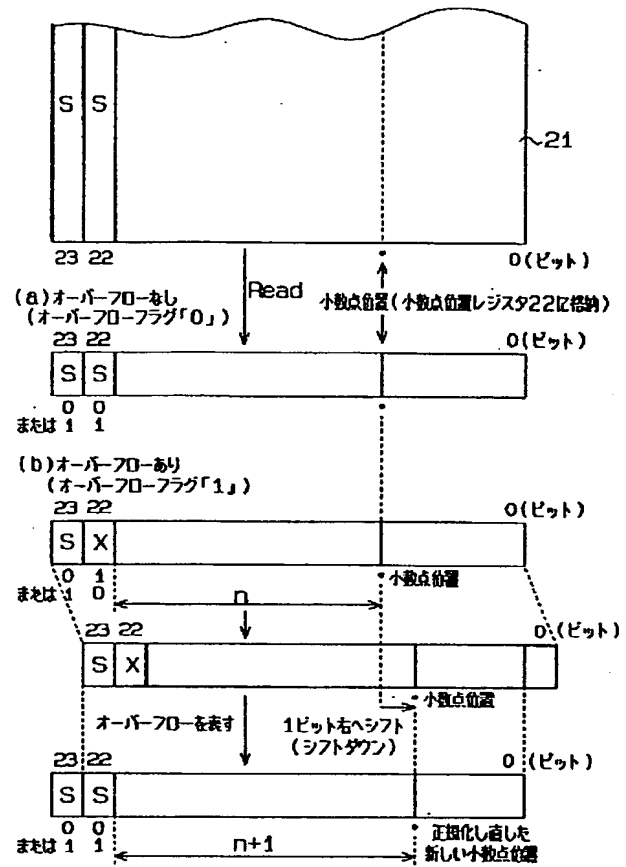 S S
21
23 22 0(ビット)
(a)オーバーフローなし
(オーバーフローフラグ「0」)
Read
小数点位置(小数点位置レジスタ22に格納)
23 22 0(ビット)
S S
0 0
または 1 1
(b)オーバーフローあり
(オーバーフローフラグ「1」)
23 22 0(ビット)
S X
0 1
または 1 0
n
小数点位置
23 22 0(ビット)
S X
小数点位置
オーバーフローを表す
1ビット右へシフト
(シフトダウン)
23 22 0(ビット)
S S
0 0
または 1 1
n+1
正規化し直した
新しい小数点位置